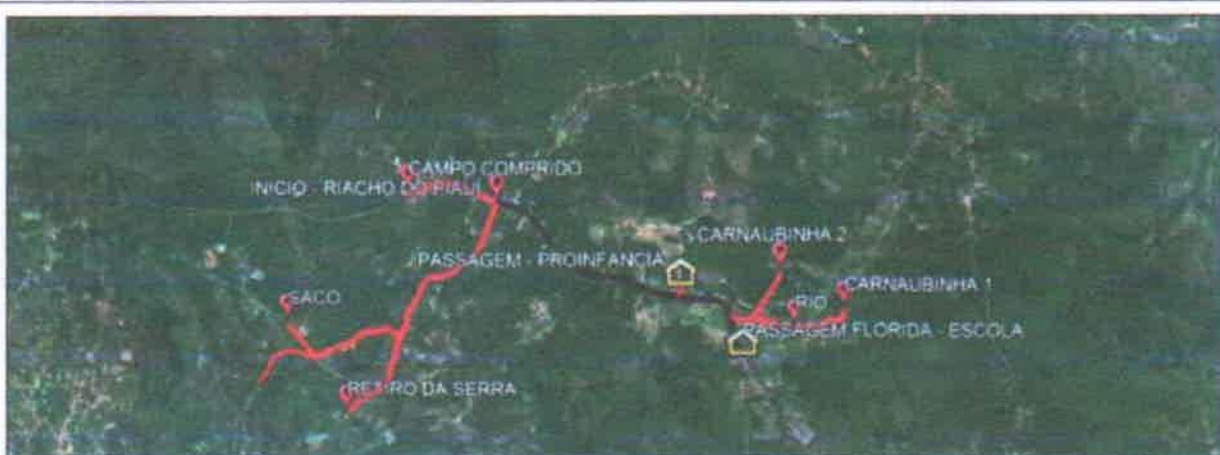 CAMPO COMPRIDO
INICIO - RIACHO DO PIAUI
CARNAUBINHA 2
PASSAGEM - PROINFANCIA
CARNAUBINHA 1
SACO
RIO
PASSAGEM FLORIDA - ESCOLA
RETIRO DA SERRA